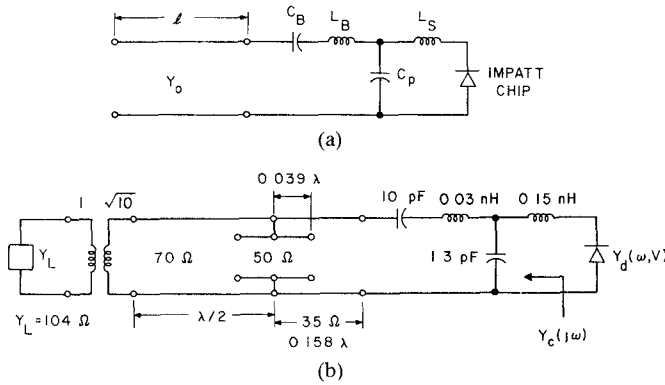 ℓ
C_B
L_B
L_S
Y_o
C_p
IMPATT
CHIP
(a)
0 039 λ
1
√10
10 pF
0 03 nH
0 15 nH
Y_L
70 Ω
50 Ω
1 3 pF
Y_d(ω,V)
Y_L = 104 Ω
λ/2
35 Ω
0.158 λ
Y_c(jω)
(b)